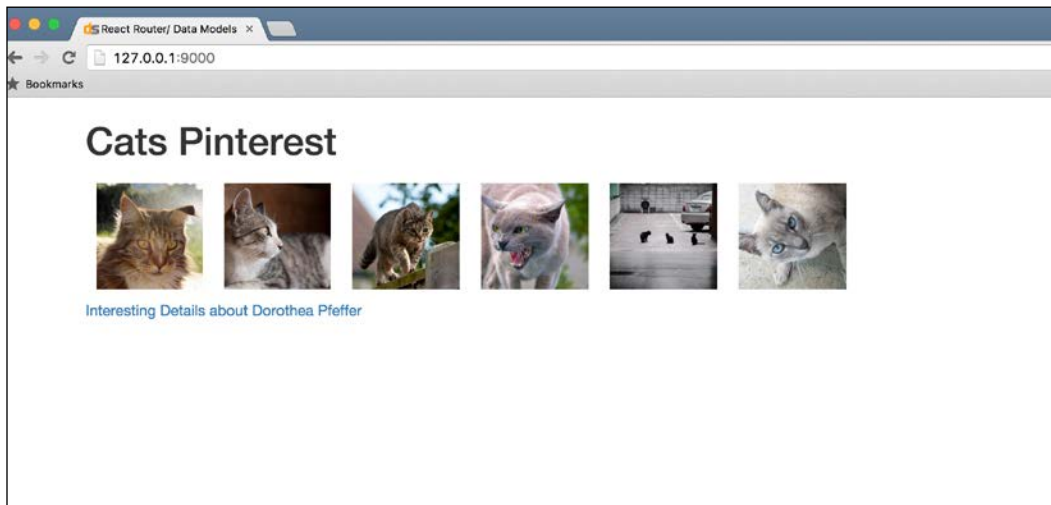 React Router/ Data Models
127.0.0.1:9000
Bookmarks
Cats Pinterest
Interesting Details about Dorothea Pfeffer